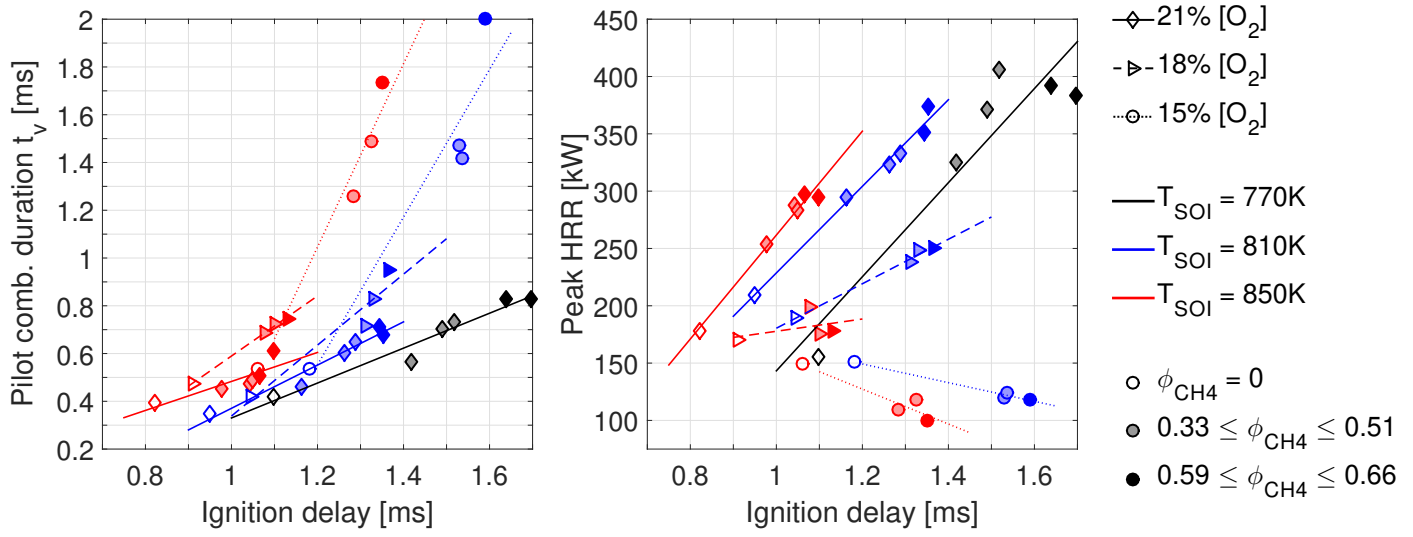 Pilot comb. duration t_v [ms]
2
1.8
1.6
1.4
1.2
1
0.8
0.6
0.4
0.2
0.8 1 1.2 1.4 1.6
Ignition delay [ms]
Peak HRR [kW]
450
400
350
300
250
200
150
100
0.8 1 1.2 1.4 1.6
Ignition delay [ms]
21% [O_2]
18% [O_2]
15% [O_2]
T_SOI = 770K
T_SOI = 810K
T_SOI = 850K
ϕ_CH4 = 0
0.33 ≤ ϕ_CH4 ≤ 0.51
0.59 ≤ ϕ_CH4 ≤ 0.66